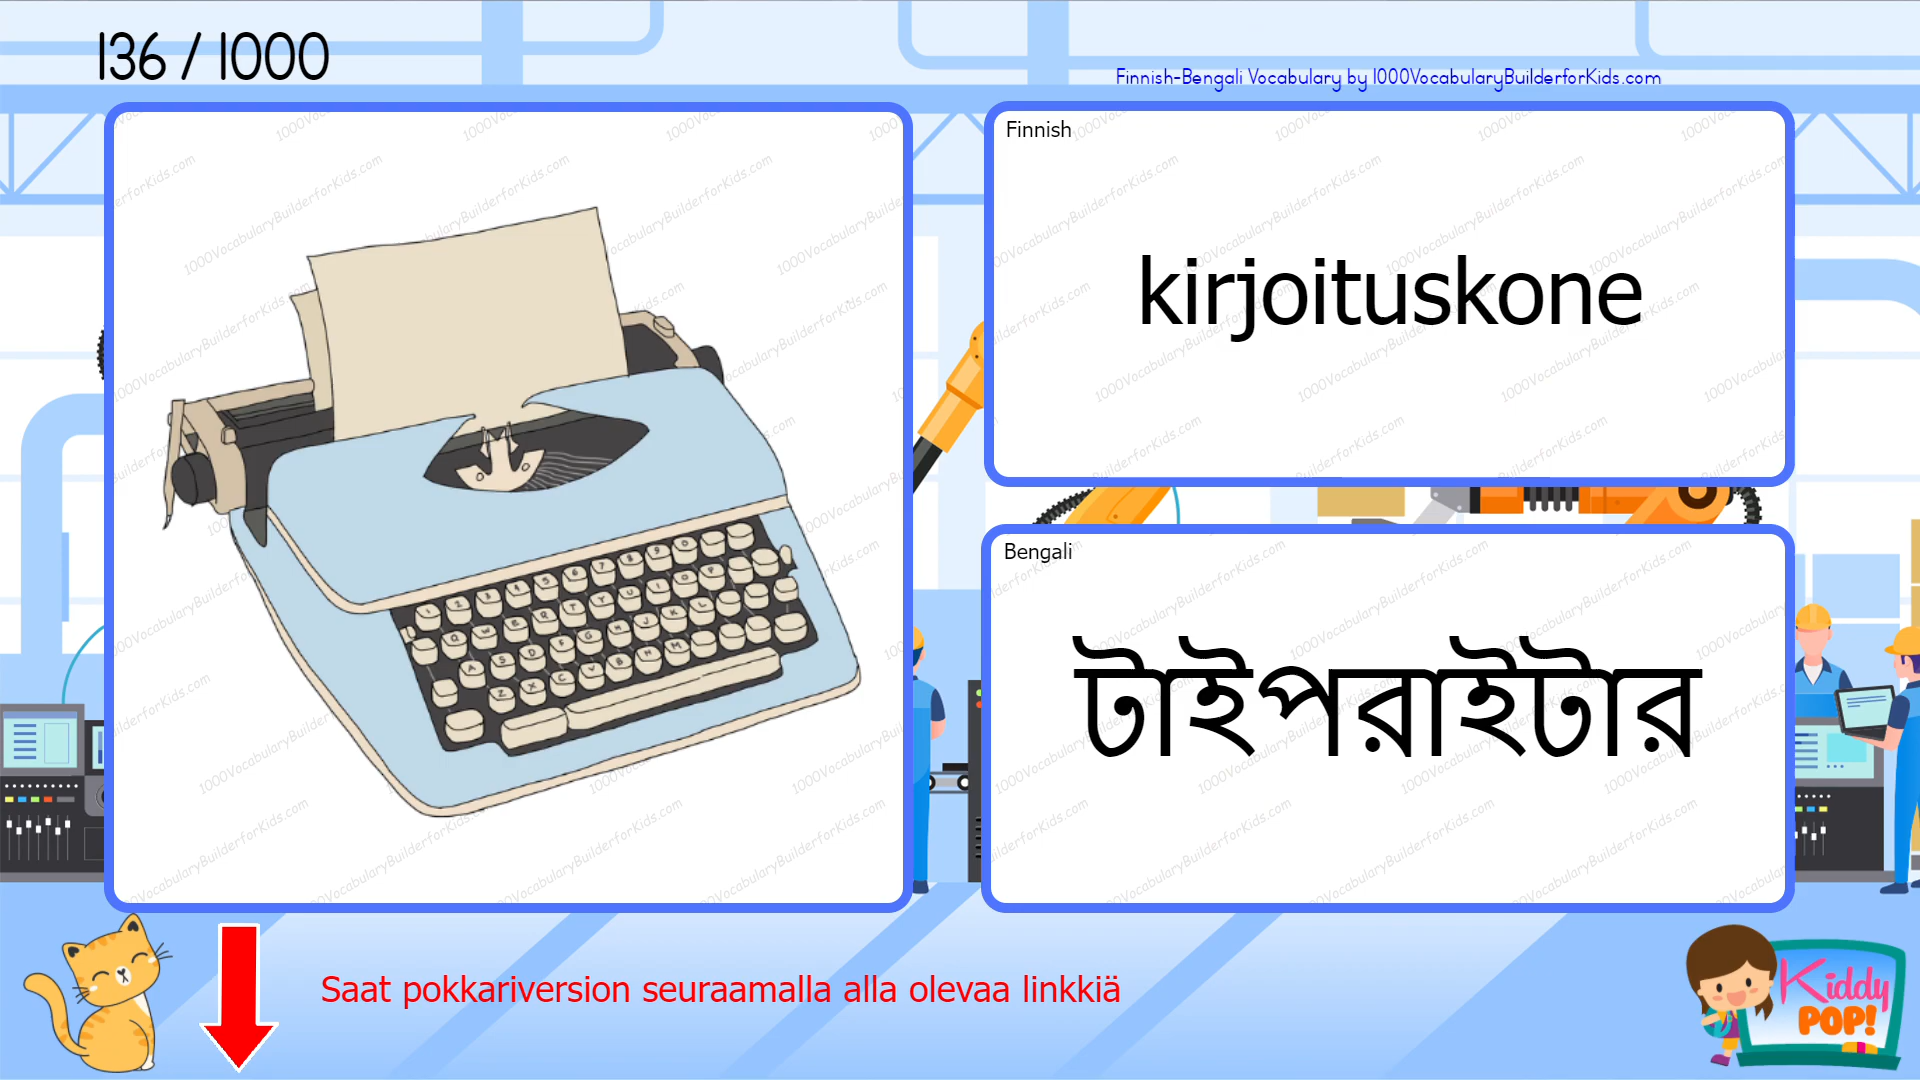 136 / 1000
Finnish-Bengali Vocabulary by 1000VocabularyBuilderforKids.com
Finnish
kirjoituskone
Bengali
টাইপরাইটার
Saat pokkariversion seuraamalla alla olevaa linkkiä
Kiddy
POP!